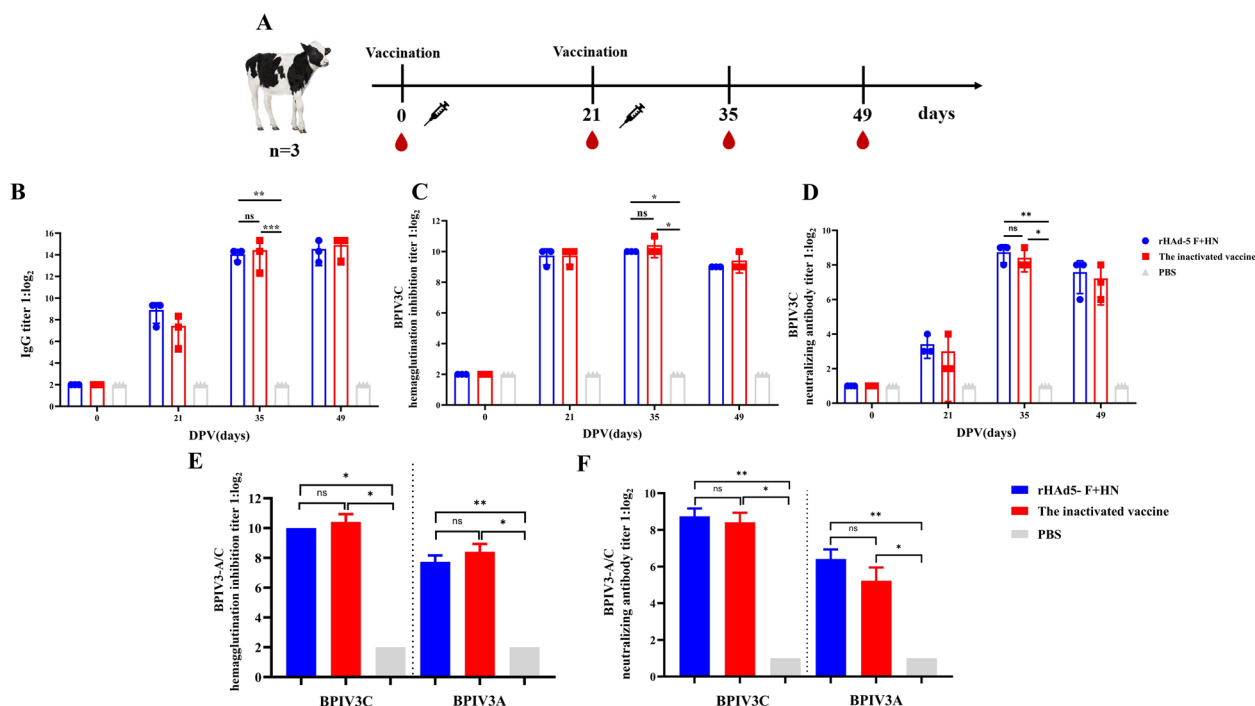 A
Vaccination Vaccination
0 21 35 49 days
n=3
B
IgG titer 1:log2
16
14
12
10
8
6
4
2
0
** 
ns
***
0 21 35 49
DPV(days)
C
BPIV3C
hemagglutination inhibition titer 1:log2
12
10
8
6
4
2
0
*
ns
*
0 21 35 49
DPV(days)
D
BPIV3C
neutralizing antibody titer 1:log2
10
8
6
4
2
0
**
ns
*
0 21 35 49
DPV(days)
rHAd-5 F+HN
The inactivated vaccine
PBS
E
BPIV3-A/C
hemagglutination inhibition titer 1:log2
12
10
8
6
4
2
0
*
ns
*
**
ns
*
BPIV3C BPIV3A
F
BPIV3-A/C
neutralizing antibody titer 1:log2
10
8
6
4
2
0
**
ns
*
**
ns
*
BPIV3C BPIV3A
rHAd5- F+HN
The inactivated vaccine
PBS